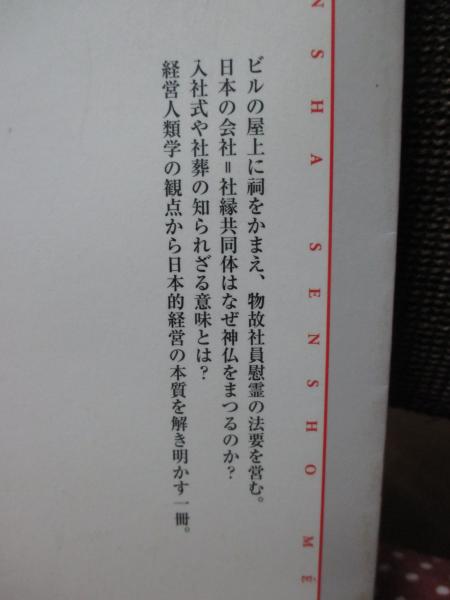 ビルの屋上に祠をかまえ、物故社員慰霊の法要を営む。
日本の会社＝社縁共同体はなぜ神仏をまつるのか？
入社式や社葬の知られざる意味とは？
経営人類学の観点から日本的経営の本質を解き明かす一冊。
NSHA SENSHO MÉ